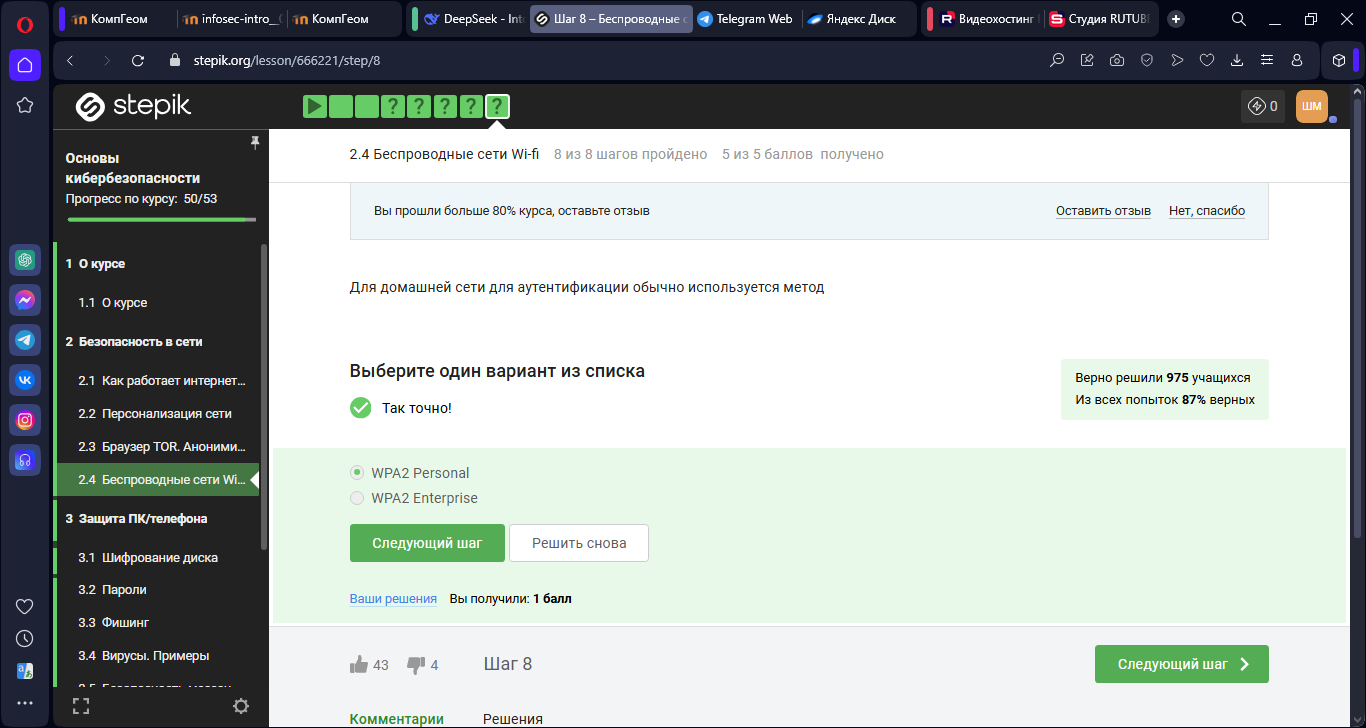 КомпГеом
infosec-intro__(
КомпГеом
DeepSeek - Int
Шаг 8 – Беспроводные с
Telegram Web
Яндекс Диск
Видеохостинг
Студия RUTUBE
stepik.org/lesson/666221/step/8
stepik
? ? ? ? ?
0
ШМ
Основы
кибербезопасности
Прогресс по курсу: 50/53
1 О курсе
1.1 О курсе
2 Безопасность в сети
2.1 Как работает интернет...
2.2 Персонализация сети
2.3 Браузер TOR. Аноними...
2.4 Беспроводные сети Wi...
3 Защита ПК/телефона
3.1 Шифрование диска
3.2 Пароли
3.3 Фишинг
3.4 Вирусы. Примеры
2.4 Беспроводные сети Wi-fi 8 из 8 шагов пройдено 5 из 5 баллов получено
Вы прошли больше 80% курса, оставьте отзыв
Оставить отзыв
Нет, спасибо
Для домашней сети для аутентификации обычно используется метод
Выберите один вариант из списка
Так точно!
Верно решили 975 учащихся
Из всех попыток 87% верных
WPA2 Personal
WPA2 Enterprise
Следующий шаг
Решить снова
Ваши решения Вы получили: 1 балл
43
4
Шаг 8
Следующий шаг
Комментарии
Решения